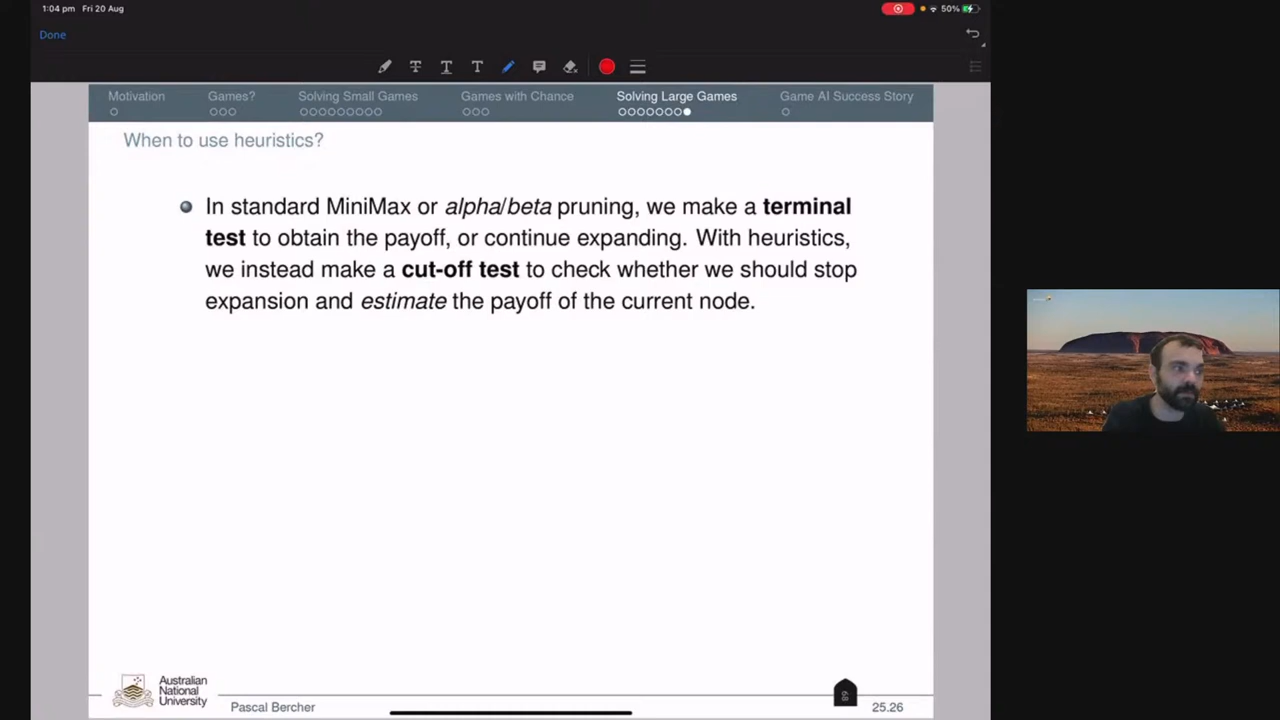 1:04 pm Fri 20 Aug
50%
Done
T T T
Motivation Games? Solving Small Games Games with Chance Solving Large Games Game AI Success Story
When to use heuristics?
In standard MiniMax or alpha/beta pruning, we make a terminal
test to obtain the payoff, or continue expanding. With heuristics,
we instead make a cut-off test to check whether we should stop
expansion and estimate the payoff of the current node.
Australian
National
University
Pascal Bercher
25.26